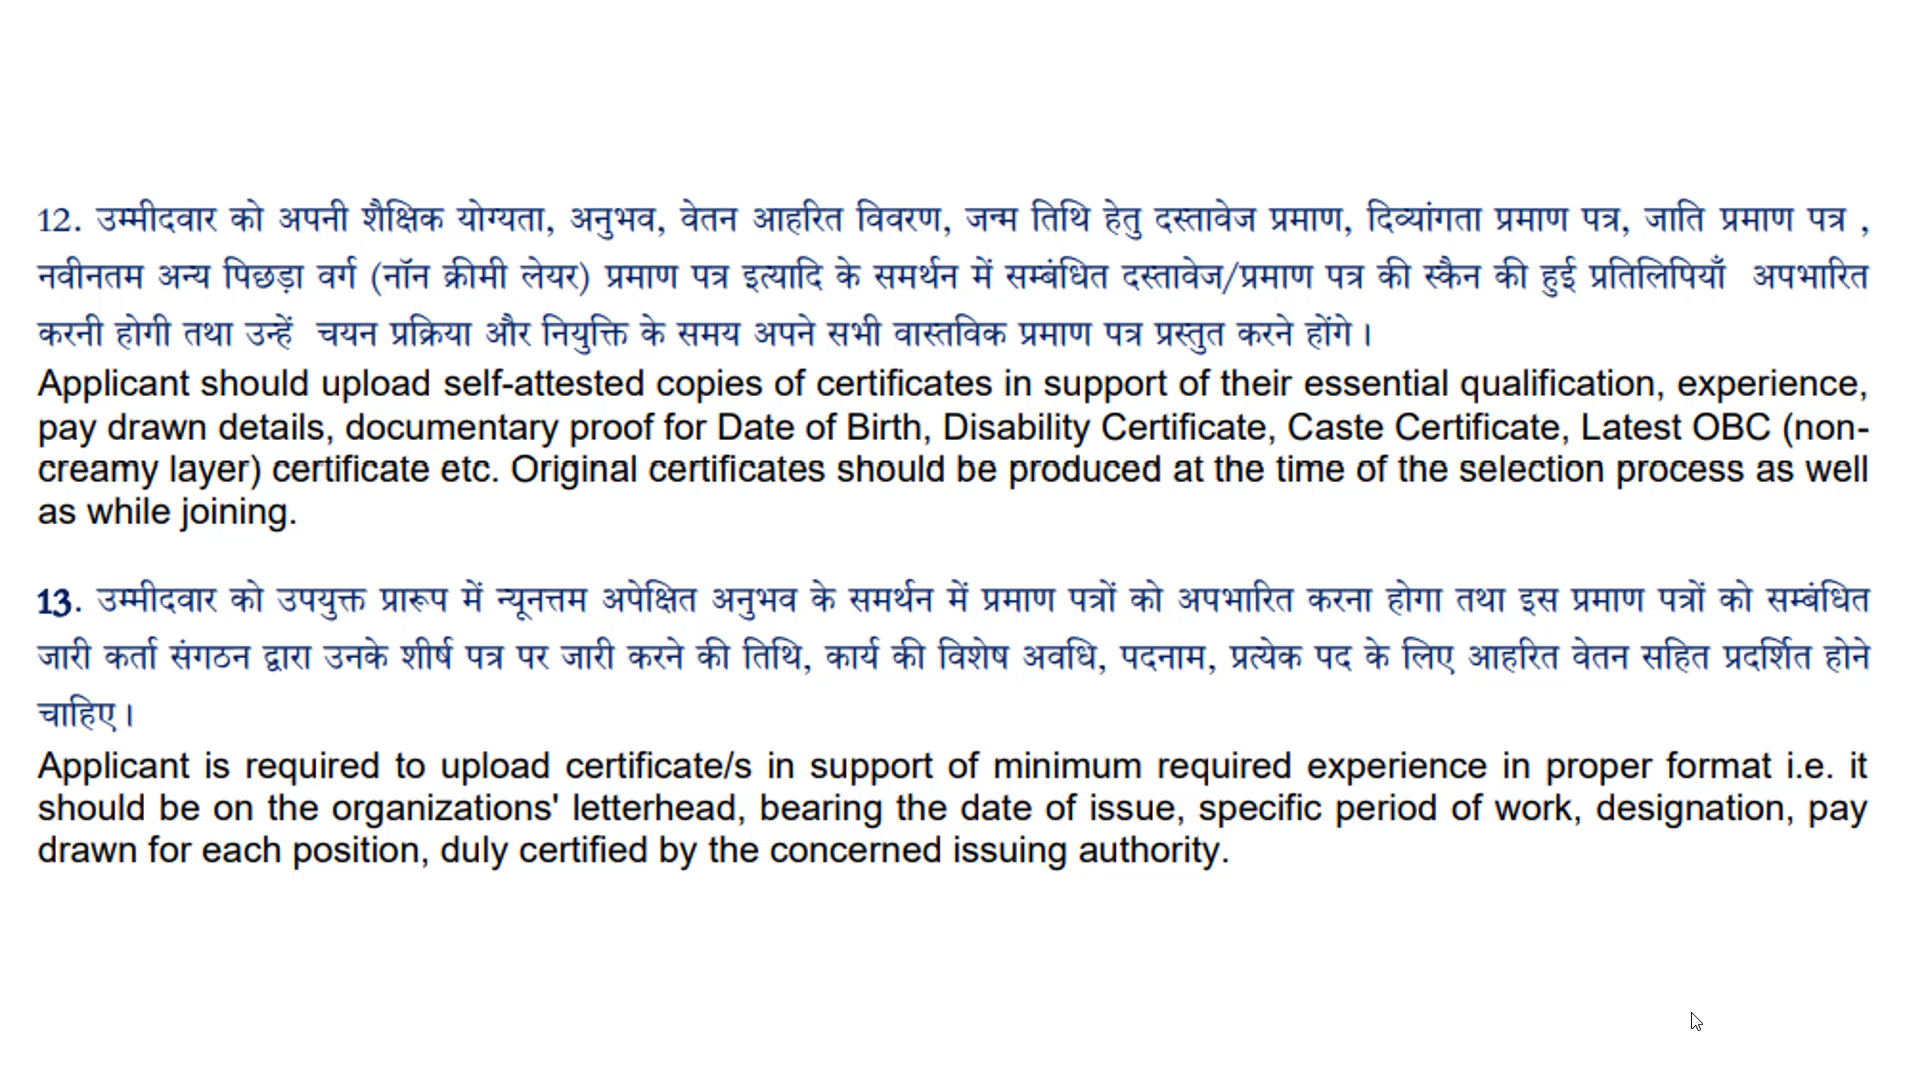 12. उम्मीदवार को अपनी शैक्षिक योग्यता, अनुभव, वेतन आहरित विवरण, जन्म तिथि हेतु दस्तावेज प्रमाण, दिव्यांगता प्रमाण पत्र, जाति प्रमाण पत्र ,
नवीनतम अन्य पिछड़ा वर्ग (नॉन क्रीमी लेयर) प्रमाण पत्र इत्यादि के समर्थन में सम्बंधित दस्तावेज/प्रमाण पत्र की स्कैन की हुई प्रतिलिपियाँ अपभारित
करनी होगी तथा उन्हें चयन प्रक्रिया और नियुक्ति के समय अपने सभी वास्तविक प्रमाण पत्र प्रस्तुत करने होंगे।
Applicant should upload self-attested copies of certificates in support of their essential qualification, experience,
pay drawn details, documentary proof for Date of Birth, Disability Certificate, Caste Certificate, Latest OBC (non-
creamy layer) certificate etc. Original certificates should be produced at the time of the selection process as well
as while joining.
13. उम्मीदवार को उपयुक्त प्रारूप में न्यूनत्तम अपेक्षित अनुभव के समर्थन में प्रमाण पत्रों को अपभारित करना होगा तथा इस प्रमाण पत्रों को सम्बंधित
जारी कर्ता संगठन द्वारा उनके शीर्ष पत्र पर जारी करने की तिथि, कार्य की विशेष अवधि, पदनाम, प्रत्येक पद के लिए आहरित वेतन सहित प्रदर्शित होने
चाहिए।
Applicant is required to upload certificate/s in support of minimum required experience in proper format i.e. it
should be on the organizations' letterhead, bearing the date of issue, specific period of work, designation, pay
drawn for each position, duly certified by the concerned issuing authority.